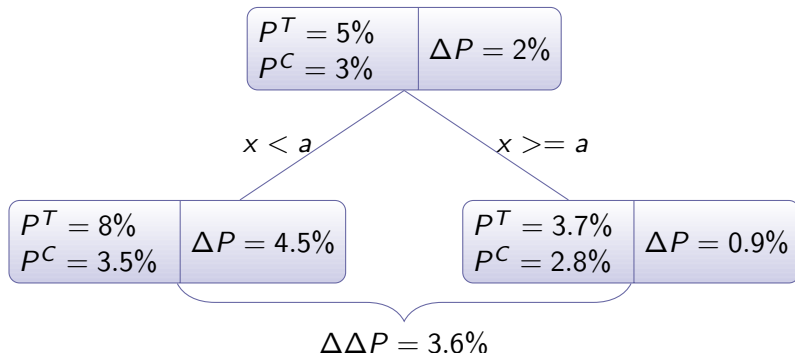 P^T = 5%
P^C = 3%
ΔP = 2%
x < a
x >= a
P^T = 8%
P^C = 3.5%
ΔP = 4.5%
P^T = 3.7%
P^C = 2.8%
ΔP = 0.9%
ΔΔP = 3.6%